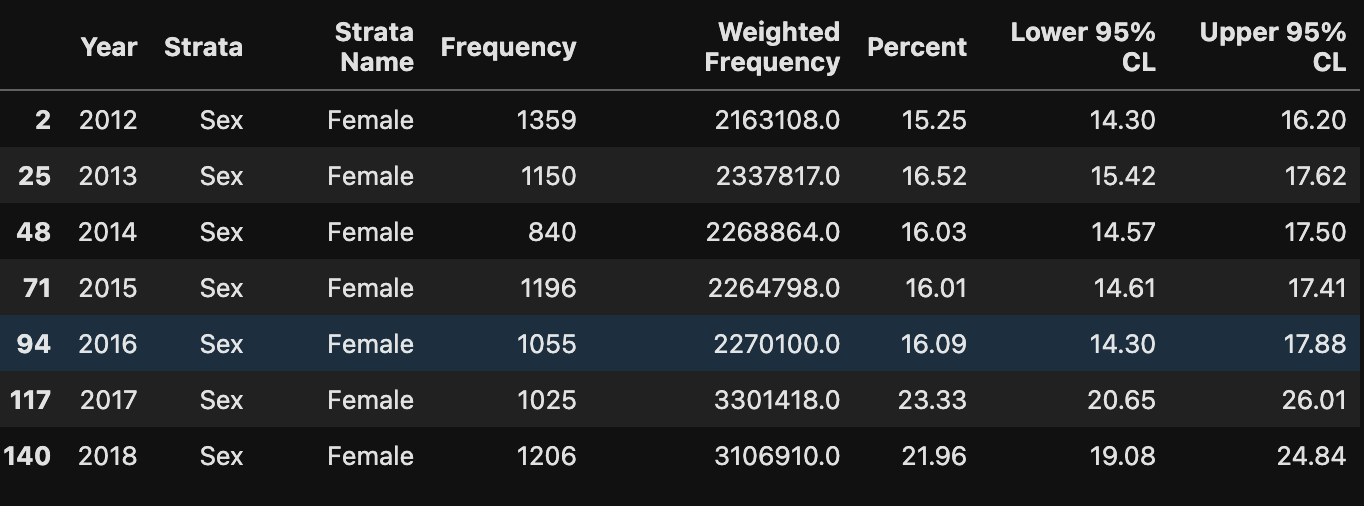 Year Strata Strata Name Frequency Weighted Frequency Percent Lower 95% CL Upper 95% CL
2 2012 Sex Female 1359 2163108.0 15.25 14.30 16.20
25 2013 Sex Female 1150 2337817.0 16.52 15.42 17.62
48 2014 Sex Female 840 2268864.0 16.03 14.57 17.50
71 2015 Sex Female 1196 2264798.0 16.01 14.61 17.41
94 2016 Sex Female 1055 2270100.0 16.09 14.30 17.88
117 2017 Sex Female 1025 3301418.0 23.33 20.65 26.01
140 2018 Sex Female 1206 3106910.0 21.96 19.08 24.84